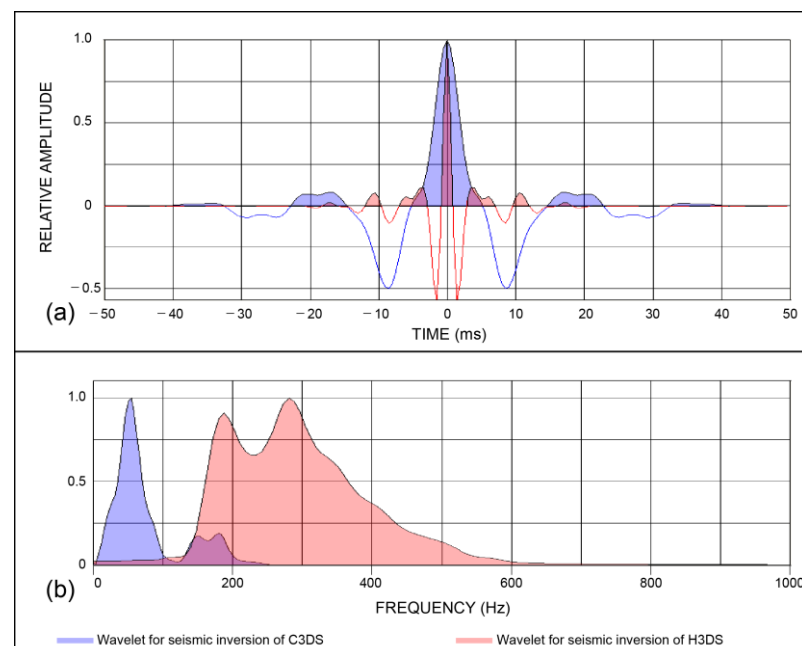 RELATIVE AMPLITUDE
1.0
0.5
0
−0.5
(a)
−50 −40 −30 −20 −10 0 10 20 30 40 50
TIME (ms)
1.0
0.5
0
(b)
0 200 400 600 800 1000
FREQUENCY (Hz)
Wavelet for seismic inversion of C3DS Wavelet for seismic inversion of H3DS